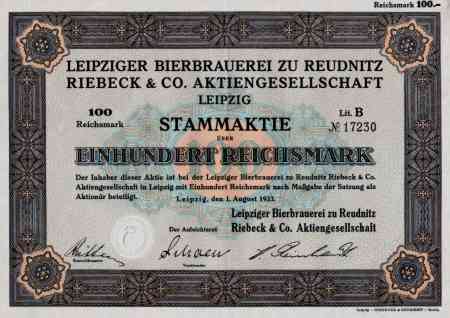 Reichsmark 100.–
LEIPZIGER BIERBRAUEREI ZU REUDNITZ
RIEBECK & CO. AKTIENGESELLSCHAFT
LEIPZIG
100
Reichsmark
Lit. B
№ 17230
STAMMAKTIE
ÜBER
EINHUNDERT REICHSMARK
Der Inhaber dieser Aktie ist bei der Leipziger Bierbrauerei zu Reudnitz Riebeck & Co.
Aktiengesellschaft in Leipzig mit Einhundert Reichsmark nach Maßgabe der Satzung als
Aktionär beteiligt.
Leipzig, den 1. August 1933.
Der Aufsichtsrat
Leipziger Bierbrauerei zu Reudnitz
Riebeck & Co. Aktiengesellschaft